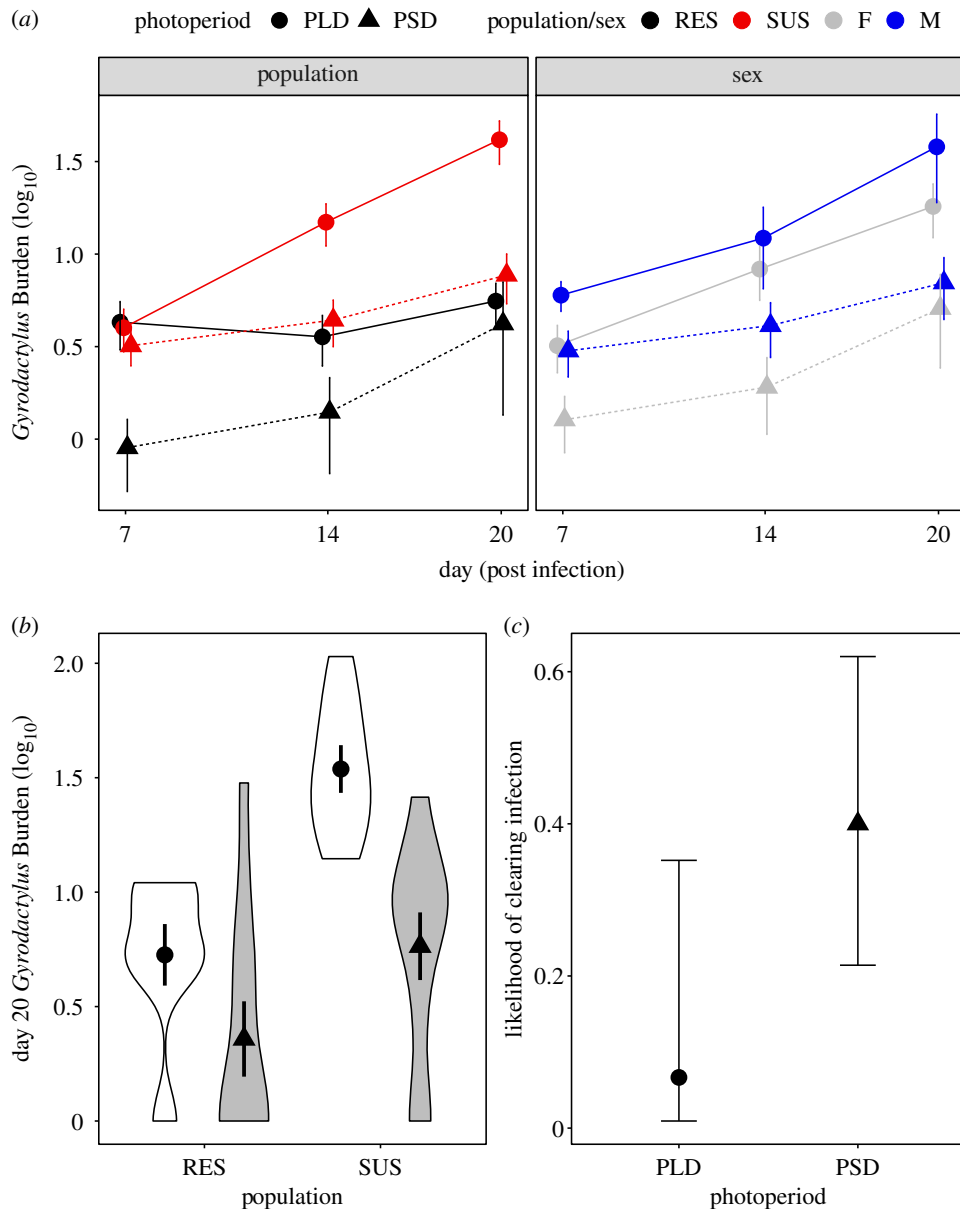 (a) photoperiod PLD PSD population/sex RES SUS F M
population sex
Gyrodactylus Burden (log10)
1.5
1.0
0.5
0
7 14 20 7 14 20
day (post infection)
(b)
day 20 Gyrodactylus Burden (log10)
2.0
1.5
1.0
0.5
0
RES SUS
population
(c)
likelihood of clearing infection
0.6
0.4
0.2
0
PLD PSD
photoperiod